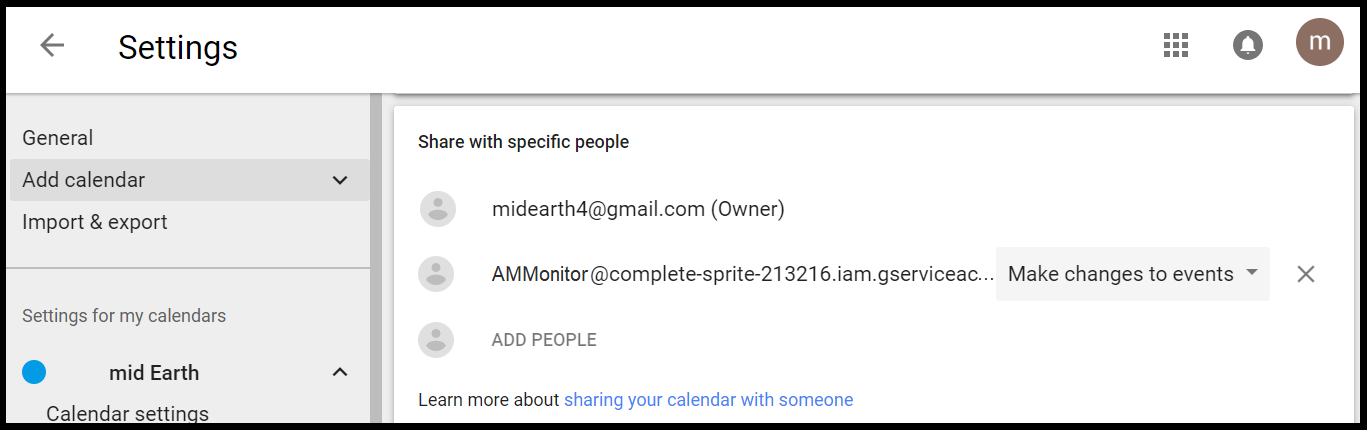 Settings
m
General
Add calendar
Import & export
Settings for my calendars
mid Earth
Calendar settings
Share with specific people
midearth4@gmail.com (Owner)
AMMonitor@complete-sprite-213216.iam.gserviceac... Make changes to events
ADD PEOPLE
Learn more about sharing your calendar with someone